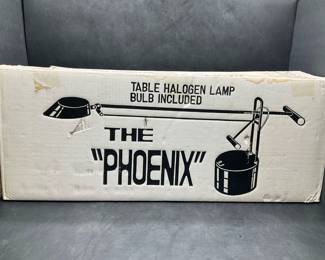 TABLE HALOGEN LAMP
BULB INCLUDED
THE
"PHOENIX"